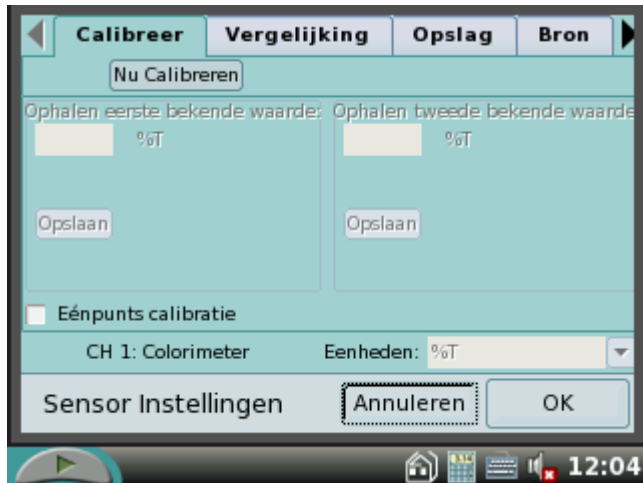 Calibreer Vergelijking Opslag Bron
Nu Calibreren
Ophalen eerste bekende waarde: Ophalen tweede bekende waarde
%T %T
Opslaan Opslaan
Eénpunts calibratie
CH 1: Colorimeter Eenheden: %T
Sensor Instellingen Annuleren OK
12:04